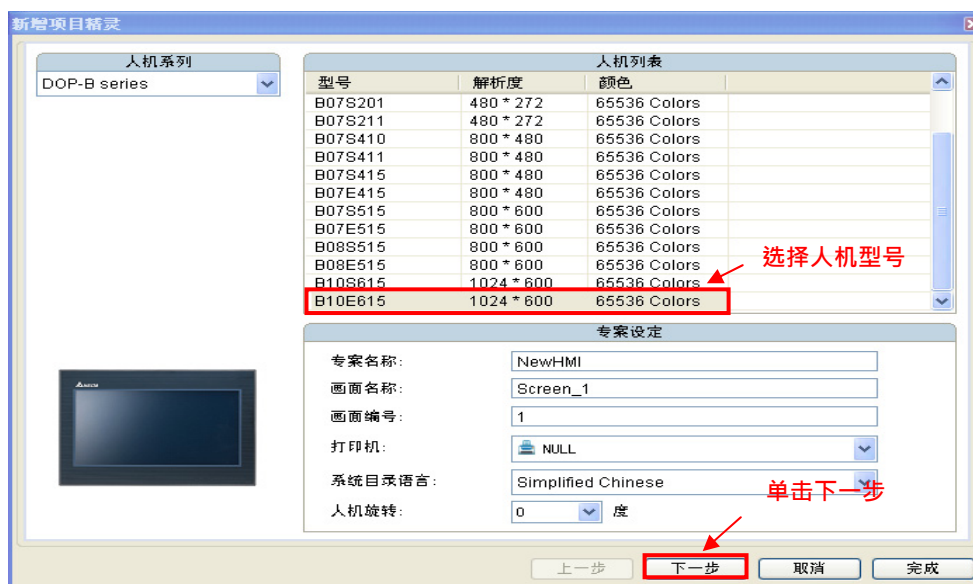 新增项目精灵
人机系列
DOP-B series
人机列表
型号 解析度 颜色
B07S201 480 * 272 65536 Colors
B07S211 480 * 272 65536 Colors
B07S410 800 * 480 65536 Colors
B07S411 800 * 480 65536 Colors
B07S415 800 * 480 65536 Colors
B07E415 800 * 480 65536 Colors
B07S515 800 * 600 65536 Colors
B07E515 800 * 600 65536 Colors
B08S515 800 * 600 65536 Colors
B08E515 800 * 600 65536 Colors
选择人机型号
B10S615 1024 * 600 65536 Colors
B10E615 1024 * 600 65536 Colors
专案设定
专案名称: NewHMI
画面名称: Screen_1
画面编号: 1
打印机: NULL
系统目录语言: Simplified Chinese
单击下一步
人机旋转: 0 度
上一步 下一步 取消 完成